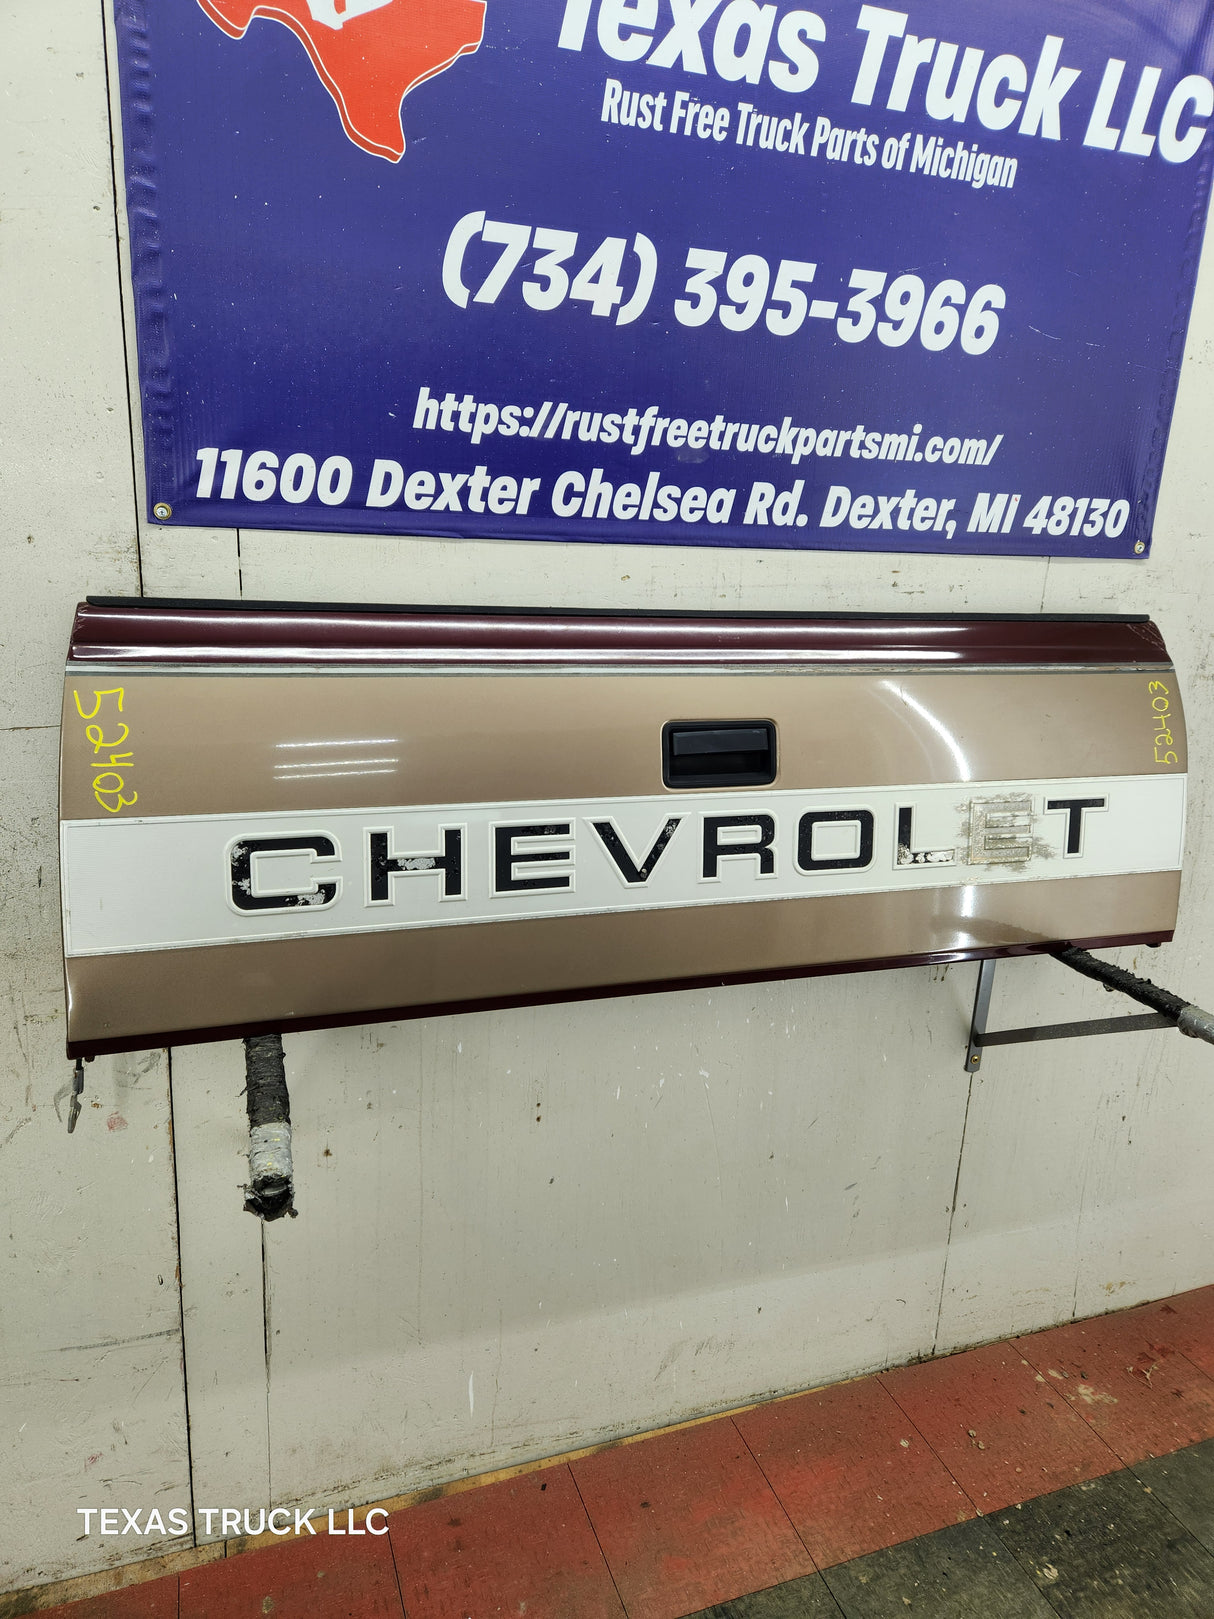 Texas Truck LLC
Rust Free Truck Parts of Michigan
(734) 395-3966
https://rustfreetruckpartsmi.com/
11600 Dexter Chelsea Rd. Dexter, MI 48130
52403
52403
CHEVROLET
TEXAS TRUCK LLC